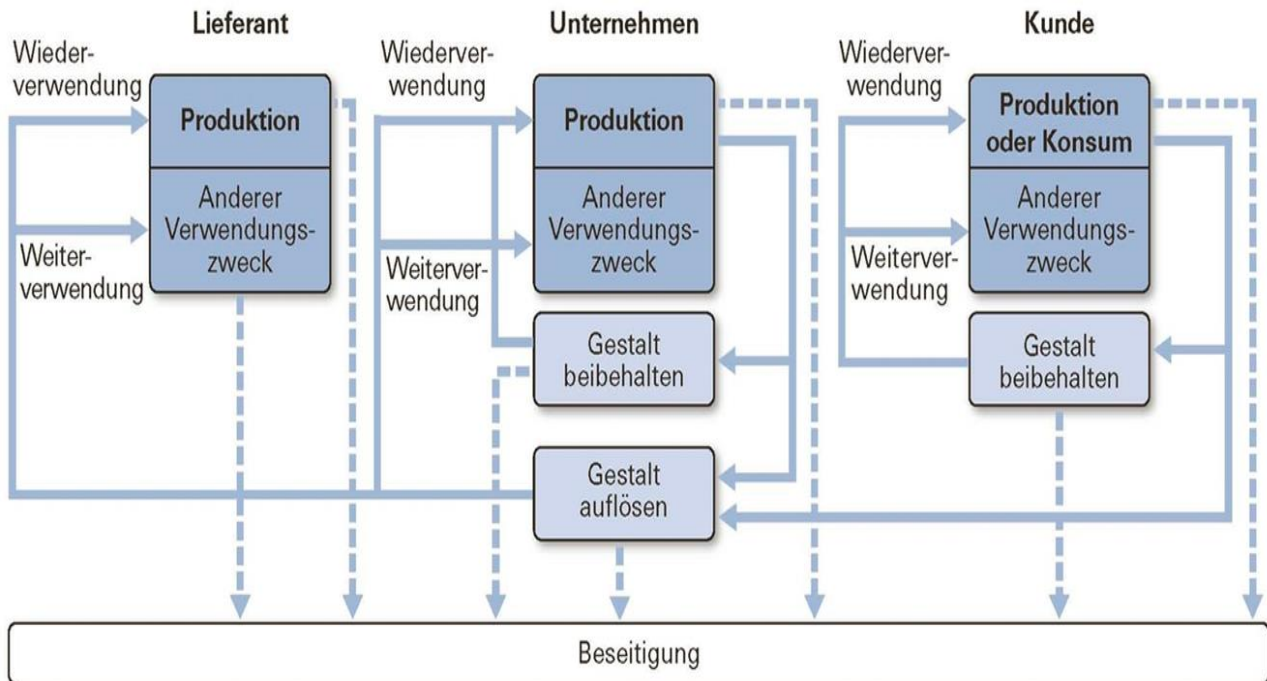 Lieferant
Unternehmen
Kunde
Wieder-
verwendung
Produktion
Anderer
Verwendungs-
zweck
Weiter-
verwendung
Wiederver-
wendung
Produktion
Anderer
Verwendungs-
zweck
Weiterver-
wendung
Gestalt
beibehalten
Gestalt
auflösen
Wiederver-
wendung
Produktion
oder Konsum
Anderer
Verwendungs-
zweck
Weiterver-
wendung
Gestalt
beibehalten
Beseitigung